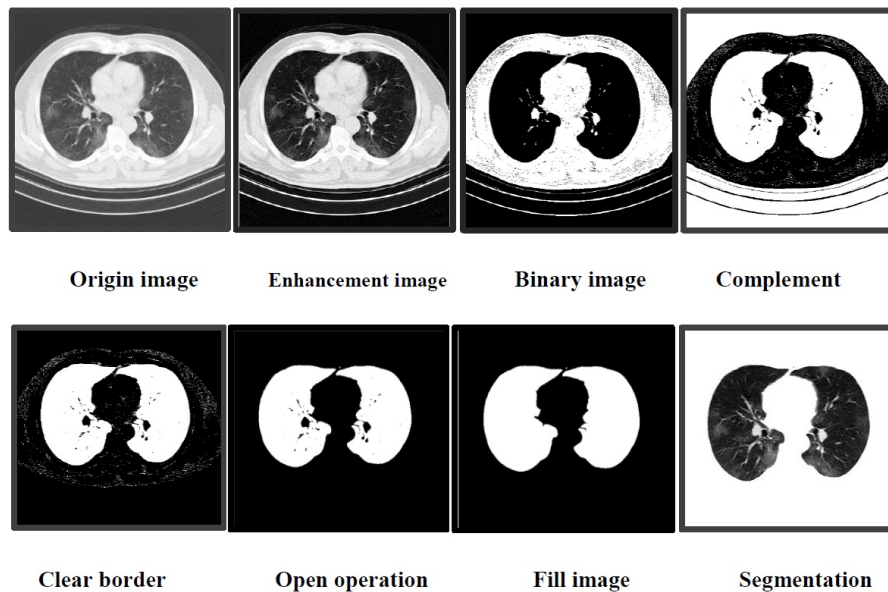 Origin image
Enhancement image
Binary image
Complement
Clear border
Open operation
Fill image
Segmentation